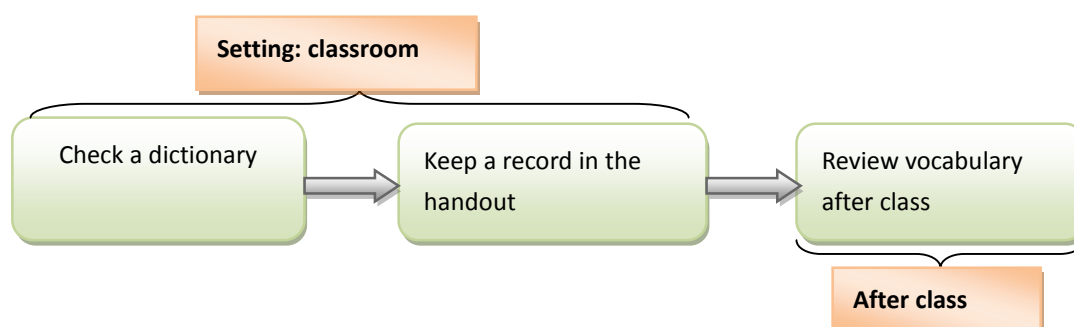 Setting: classroom
Check a dictionary
Keep a record in the
handout
Review vocabulary
after class
After class